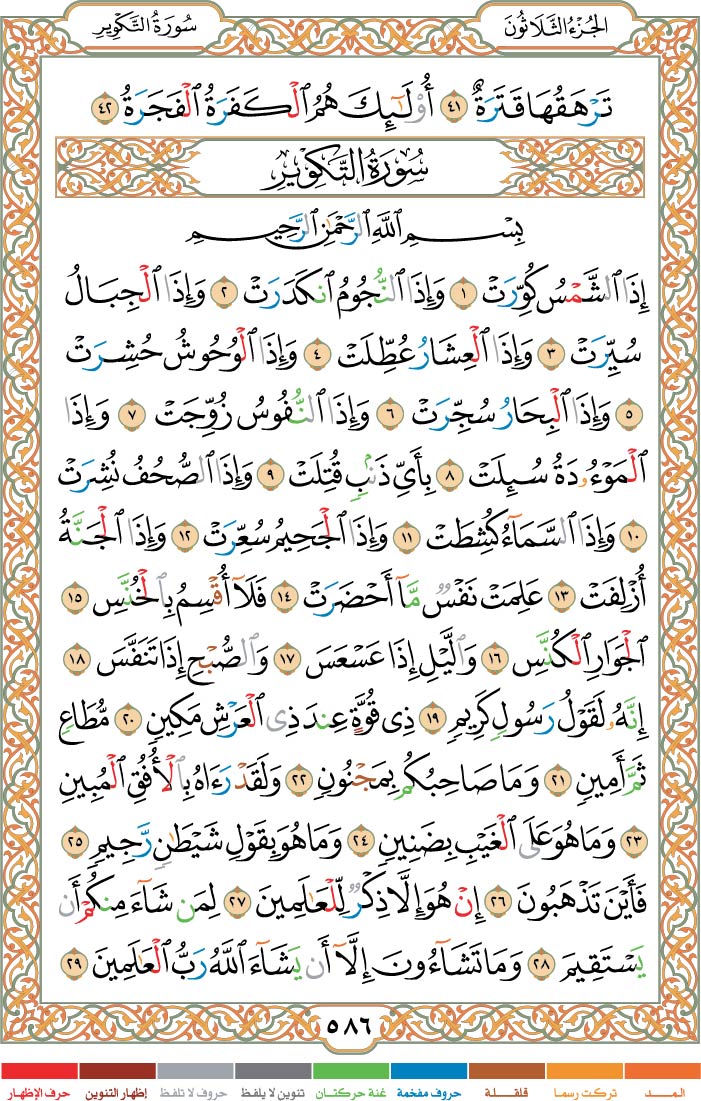 سُورَةُ التَّكْوِيرِ الجُزْءُ الثَّلَاثُونَ
تَرْهَقُهَا قَتَرَةٌ ٤١ أُوْلَٰٓئِكَ هُمُ ٱلْكَفَرَةُ ٱلْفَجَرَةُ ٤٢
سُورَةُ التَّكْوِيرِ
بِسْمِ ٱللَّهِ ٱلرَّحْمَٰنِ ٱلرَّحِيمِ
إِذَا ٱلشَّمْسُ كُوِّرَتْ ١ وَإِذَا ٱلنُّجُومُ ٱنكَدَرَتْ ٢ وَإِذَا ٱلْجِبَالُ
سُيِّرَتْ ٣ وَإِذَا ٱلْعِشَارُ عُطِّلَتْ ٤ وَإِذَا ٱلْوُحُوشُ حُشِرَتْ
٥ وَإِذَا ٱلْبِحَارُ سُجِّرَتْ ٦ وَإِذَا ٱلنُّفُوسُ زُوِّجَتْ ٧ وَإِذَا
ٱلْمَوْءُۥدَةُ سُئِلَتْ ٨ بِأَيِّ ذَنۢبٍ قُتِلَتْ ٩ وَإِذَا ٱلصُّحُفُ نُشِرَتْ
١٠ وَإِذَا ٱلسَّمَآءُ كُشِطَتْ ١١ وَإِذَا ٱلْجَحِيمُ سُعِّرَتْ ١٢ وَإِذَا ٱلْجَنَّةُ
أُزْلِفَتْ ١٣ عَلِمَتْ نَفْسٌ مَّآ أَحْضَرَتْ ١٤ فَلَآ أُقْسِمُ بِٱلْخُنَّسِ ١٥
ٱلْجَوَارِ ٱلْكُنَّسِ ١٦ وَٱلَّيْلِ إِذَا عَسْعَسَ ١٧ وَٱلصُّبْحِ إِذَا تَنَفَّسَ ١٨
إِنَّهُۥ لَقَوْلُ رَسُولٍ كَرِيمٍ ١٩ ذِى قُوَّةٍ عِندَ ذِى ٱلْعَرْشِ مَكِينٍ ٢٠ مُّطَاعٍ
ثَمَّ أَمِينٍ ٢١ وَمَا صَاحِبُكُم بِمَجْنُونٍ ٢٢ وَلَقَدْ رَءَاهُ بِٱلْأُفُقِ ٱلْمُبِينِ
٢٣ وَمَا هُوَ عَلَى ٱلْغَيْبِ بِضَنِينٍ ٢٤ وَمَا هُوَ بِقَوْلِ شَيْطَٰنٍ رَّجِيمٍ ٢٥
فَأَيْنَ تَذْهَبُونَ ٢٦ إِنْ هُوَ إِلَّا ذِكْرٌ لِّلْعَٰلَمِينَ ٢٧ لِمَن شَآءَ مِنكُمْ أَن
يَسْتَقِيمَ ٢٨ وَمَا تَشَآءُونَ إِلَّآ أَن يَشَآءَ ٱللَّهُ رَبُّ ٱلْعَٰلَمِينَ ٢٩
٥٨٦
المـد تركت رسما قلقـلة حروف مفخمة غنة حركتان تنوين لا يلفظ حروف لا تلفظ إظهار التنوين حرف الإظهار